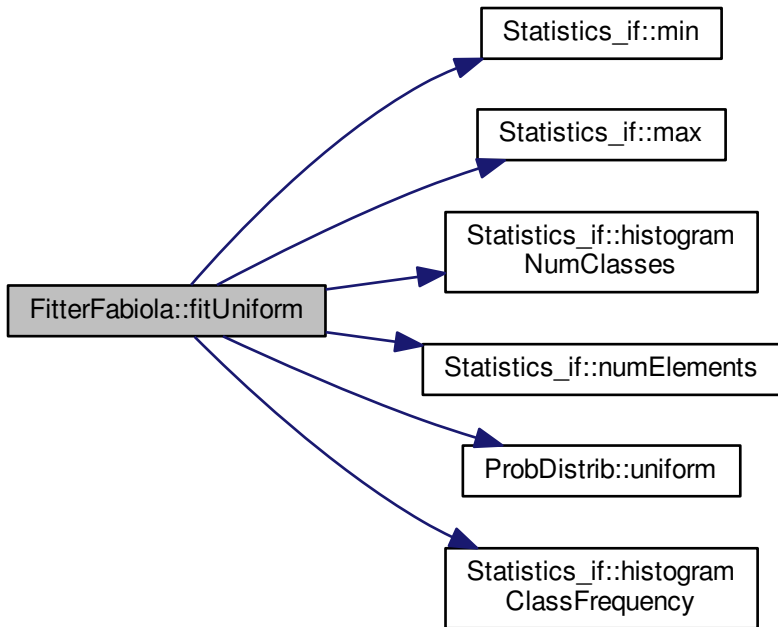 Statistics_if::min
Statistics_if::max
Statistics_if::histogram
NumClasses
FitterFabiola::fitUniform
Statistics_if::numElements
ProbDistrib::uniform
Statistics_if::histogram
ClassFrequency